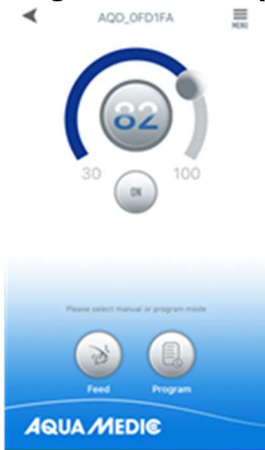 AQD_0FD1FA
MENU
82
30
100
ON
Please select manual or program mode
Feed
Program
AQUA MEDIC